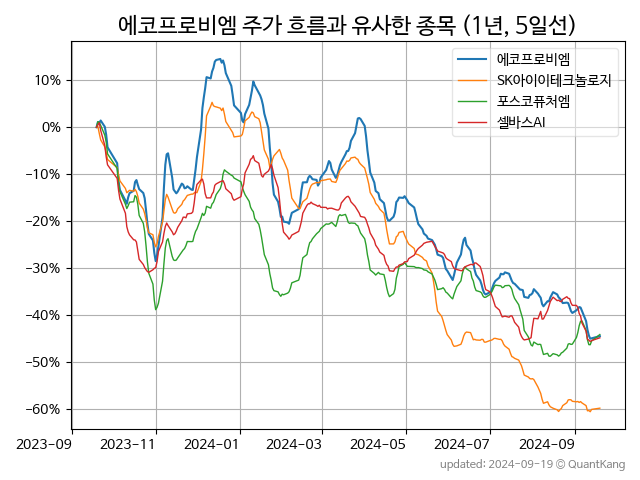 에코프로비엠 주가 흐름과 유사한 종목 (1년, 5일선)
에코프로비엠
SK아이이테크놀로지
포스코퓨처엠
셀바스AI
10%
0%
−10%
−20%
−30%
−40%
−50%
−60%
2023-09 2023-11 2024-01 2024-03 2024-05 2024-07 2024-09
updated: 2024-09-19 © QuantKang